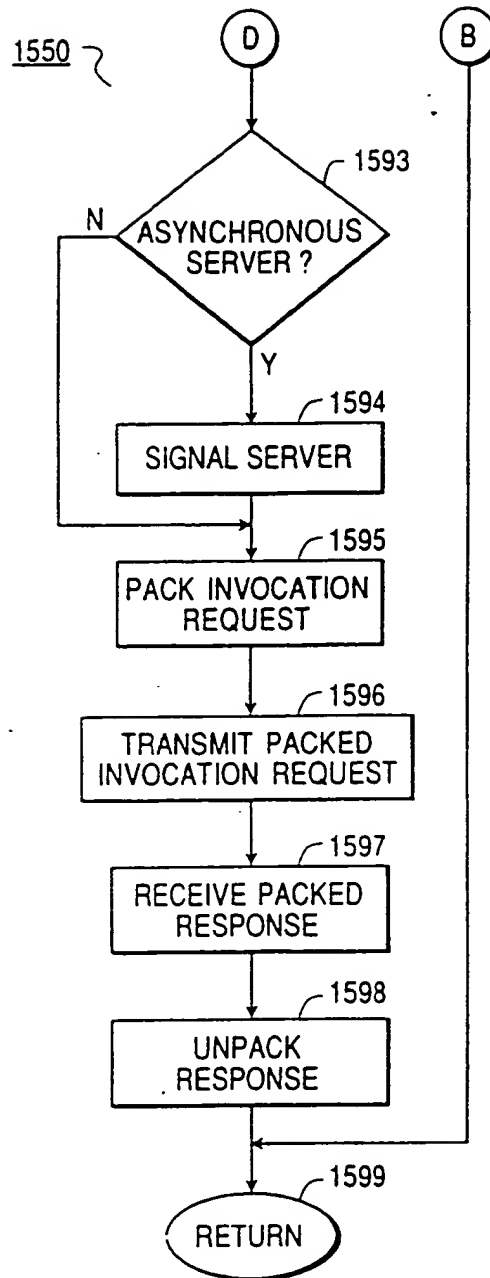 1550
D
B
1593
N
ASYNCHRONOUS
SERVER ?
Y
1594
SIGNAL SERVER
1595
PACK INVOCATION
REQUEST
1596
TRANSMIT PACKED
INVOCATION REQUEST
1597
RECEIVE PACKED
RESPONSE
1598
UNPACK
RESPONSE
1599
RETURN